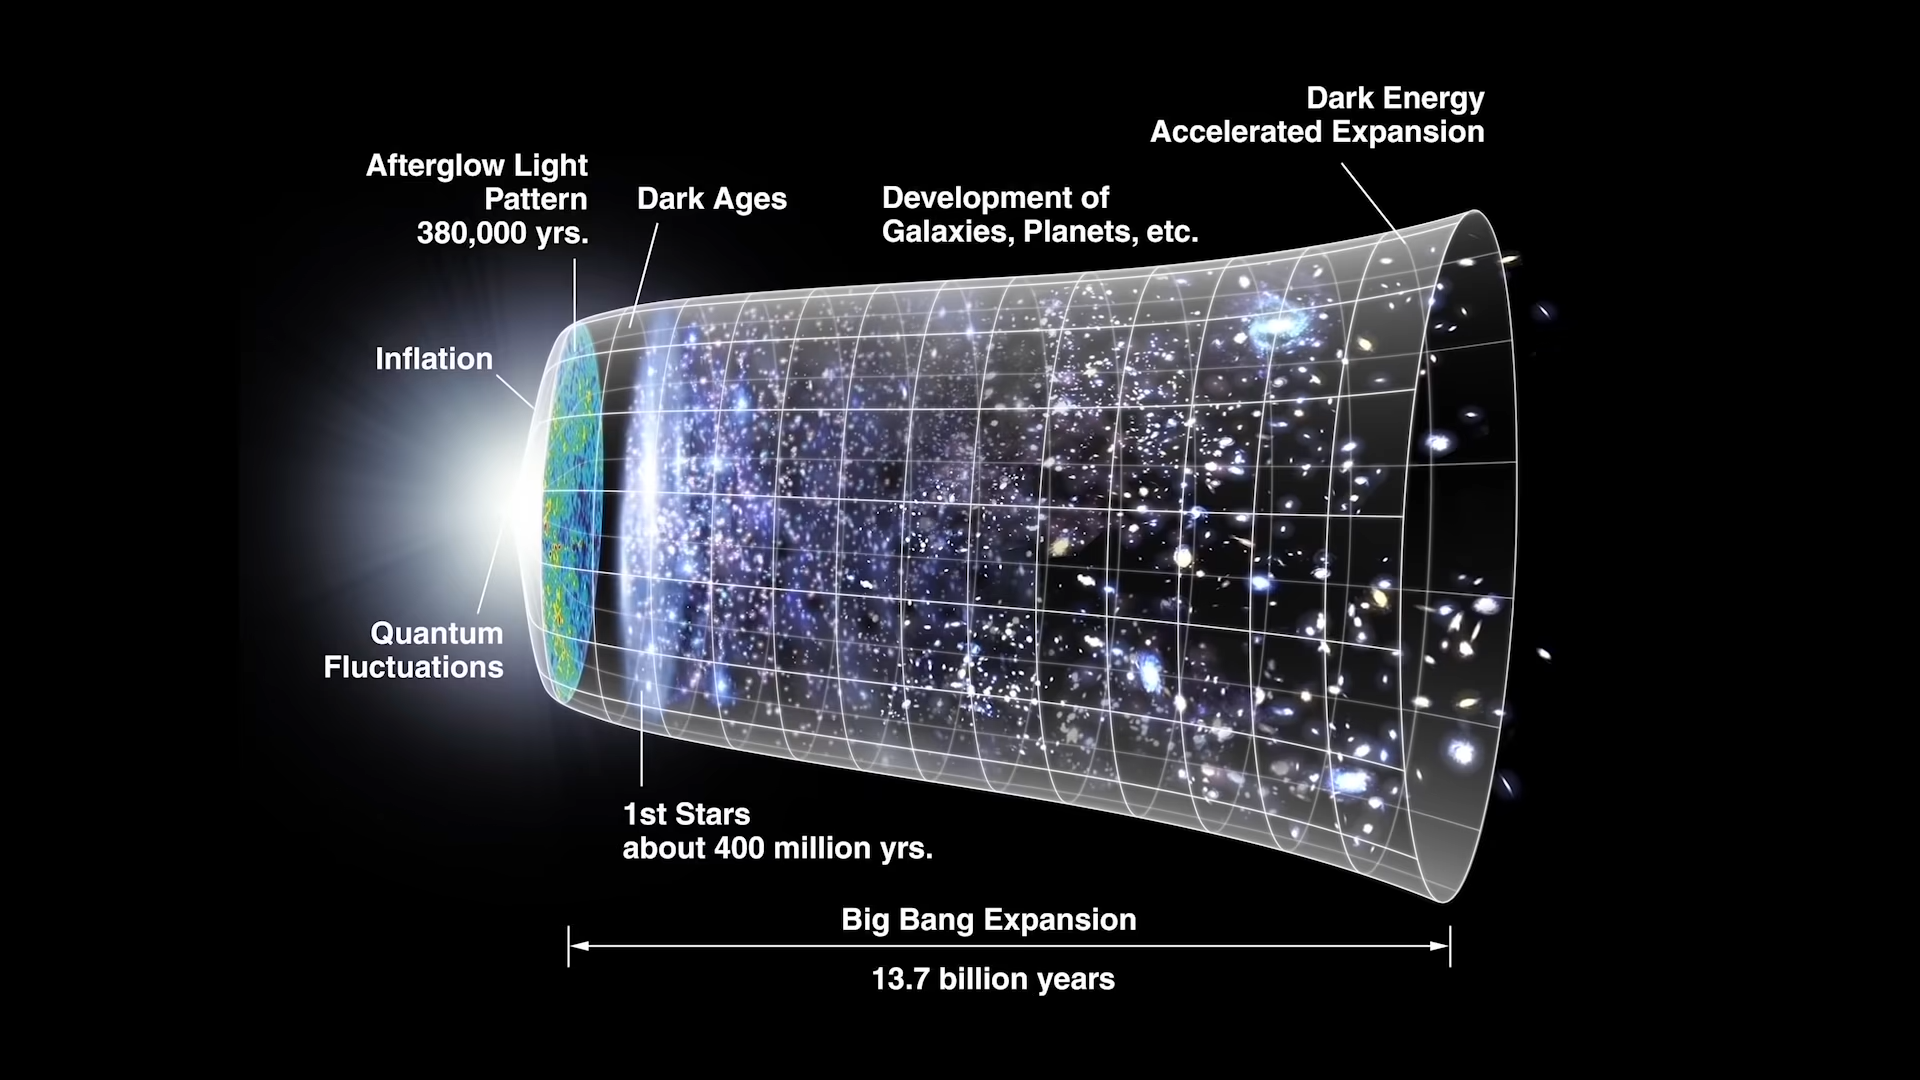 Dark Energy
Accelerated Expansion
Afterglow Light
Pattern
380,000 yrs.
Dark Ages
Development of
Galaxies, Planets, etc.
Inflation
Quantum
Fluctuations
1st Stars
about 400 million yrs.
Big Bang Expansion
13.7 billion years